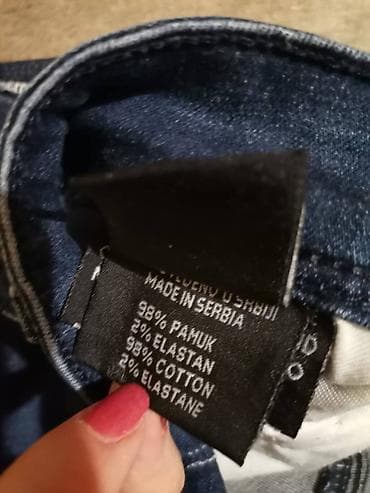 U SRBIJI
MADE IN SERBIA
98% PAMUK
2% ELASTAN
98% COTTON
2% ELASTANE